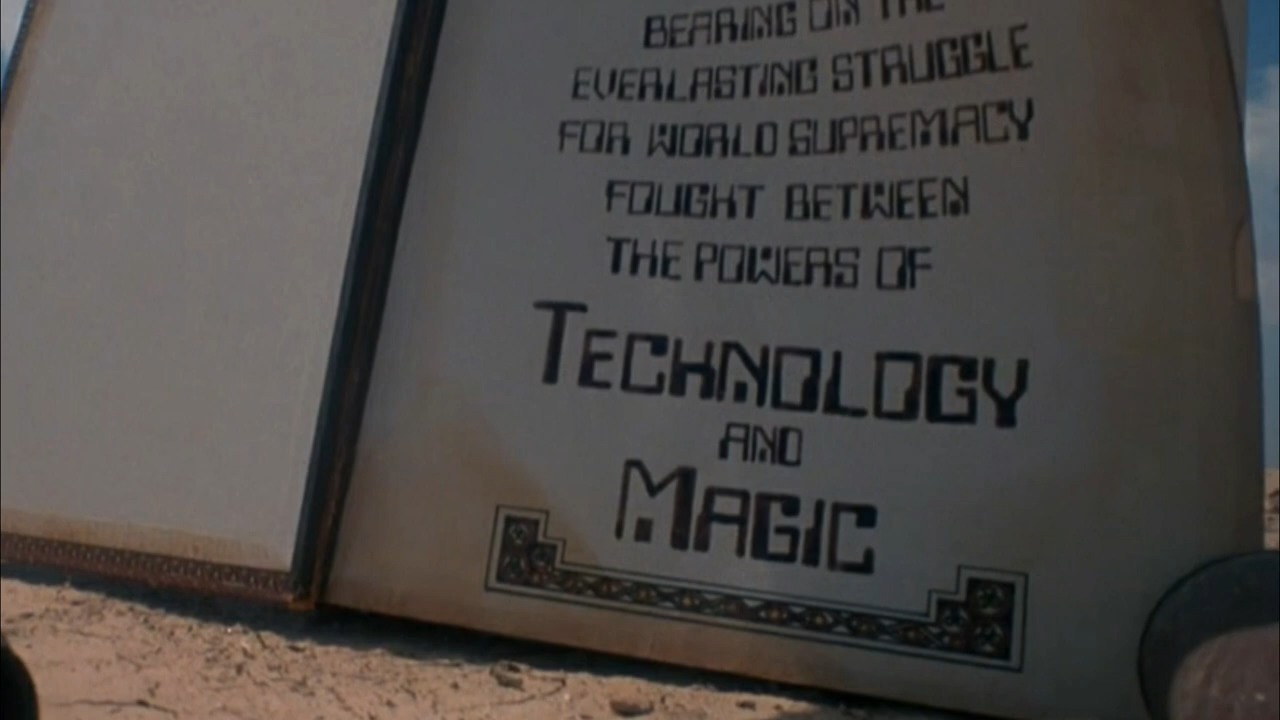 BEARING ON THE
EVERLASTING STRUGGLE
FOR WORLD SUPREMACY
FOUGHT BETWEEN
THE POWERS OF
TECHNOLOGY
AND
MAGIC